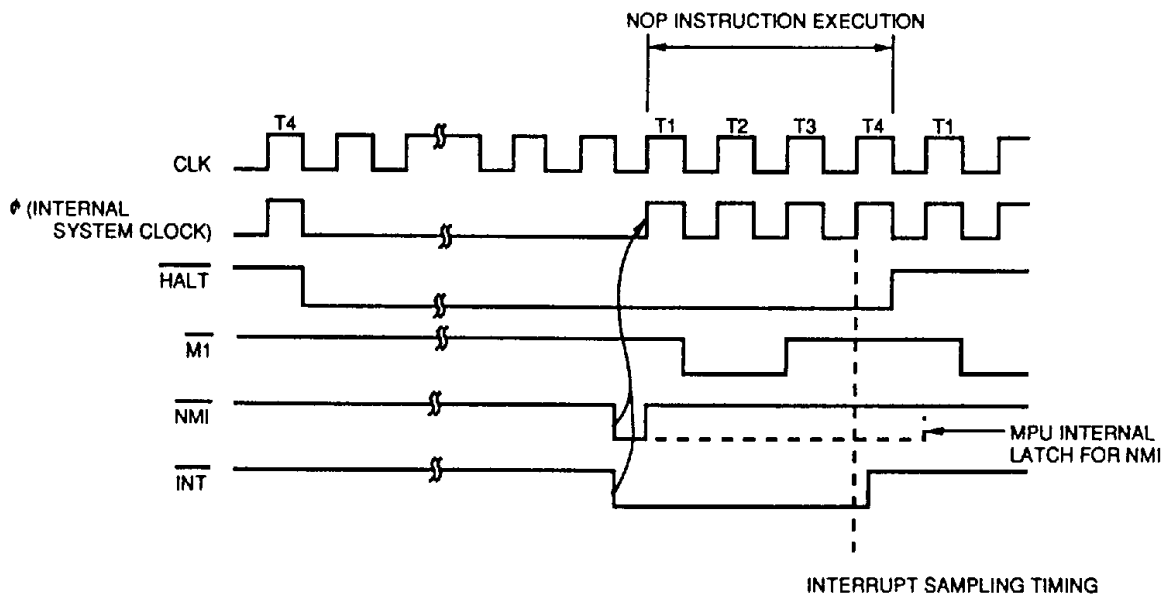 NOP INSTRUCTION EXECUTION
T4 T1 T2 T3 T4 T1
CLK
ϕ (INTERNAL
SYSTEM CLOCK)
HALT
M1
NMI
MPU INTERNAL
LATCH FOR NMI
INT
INTERRUPT SAMPLING TIMING